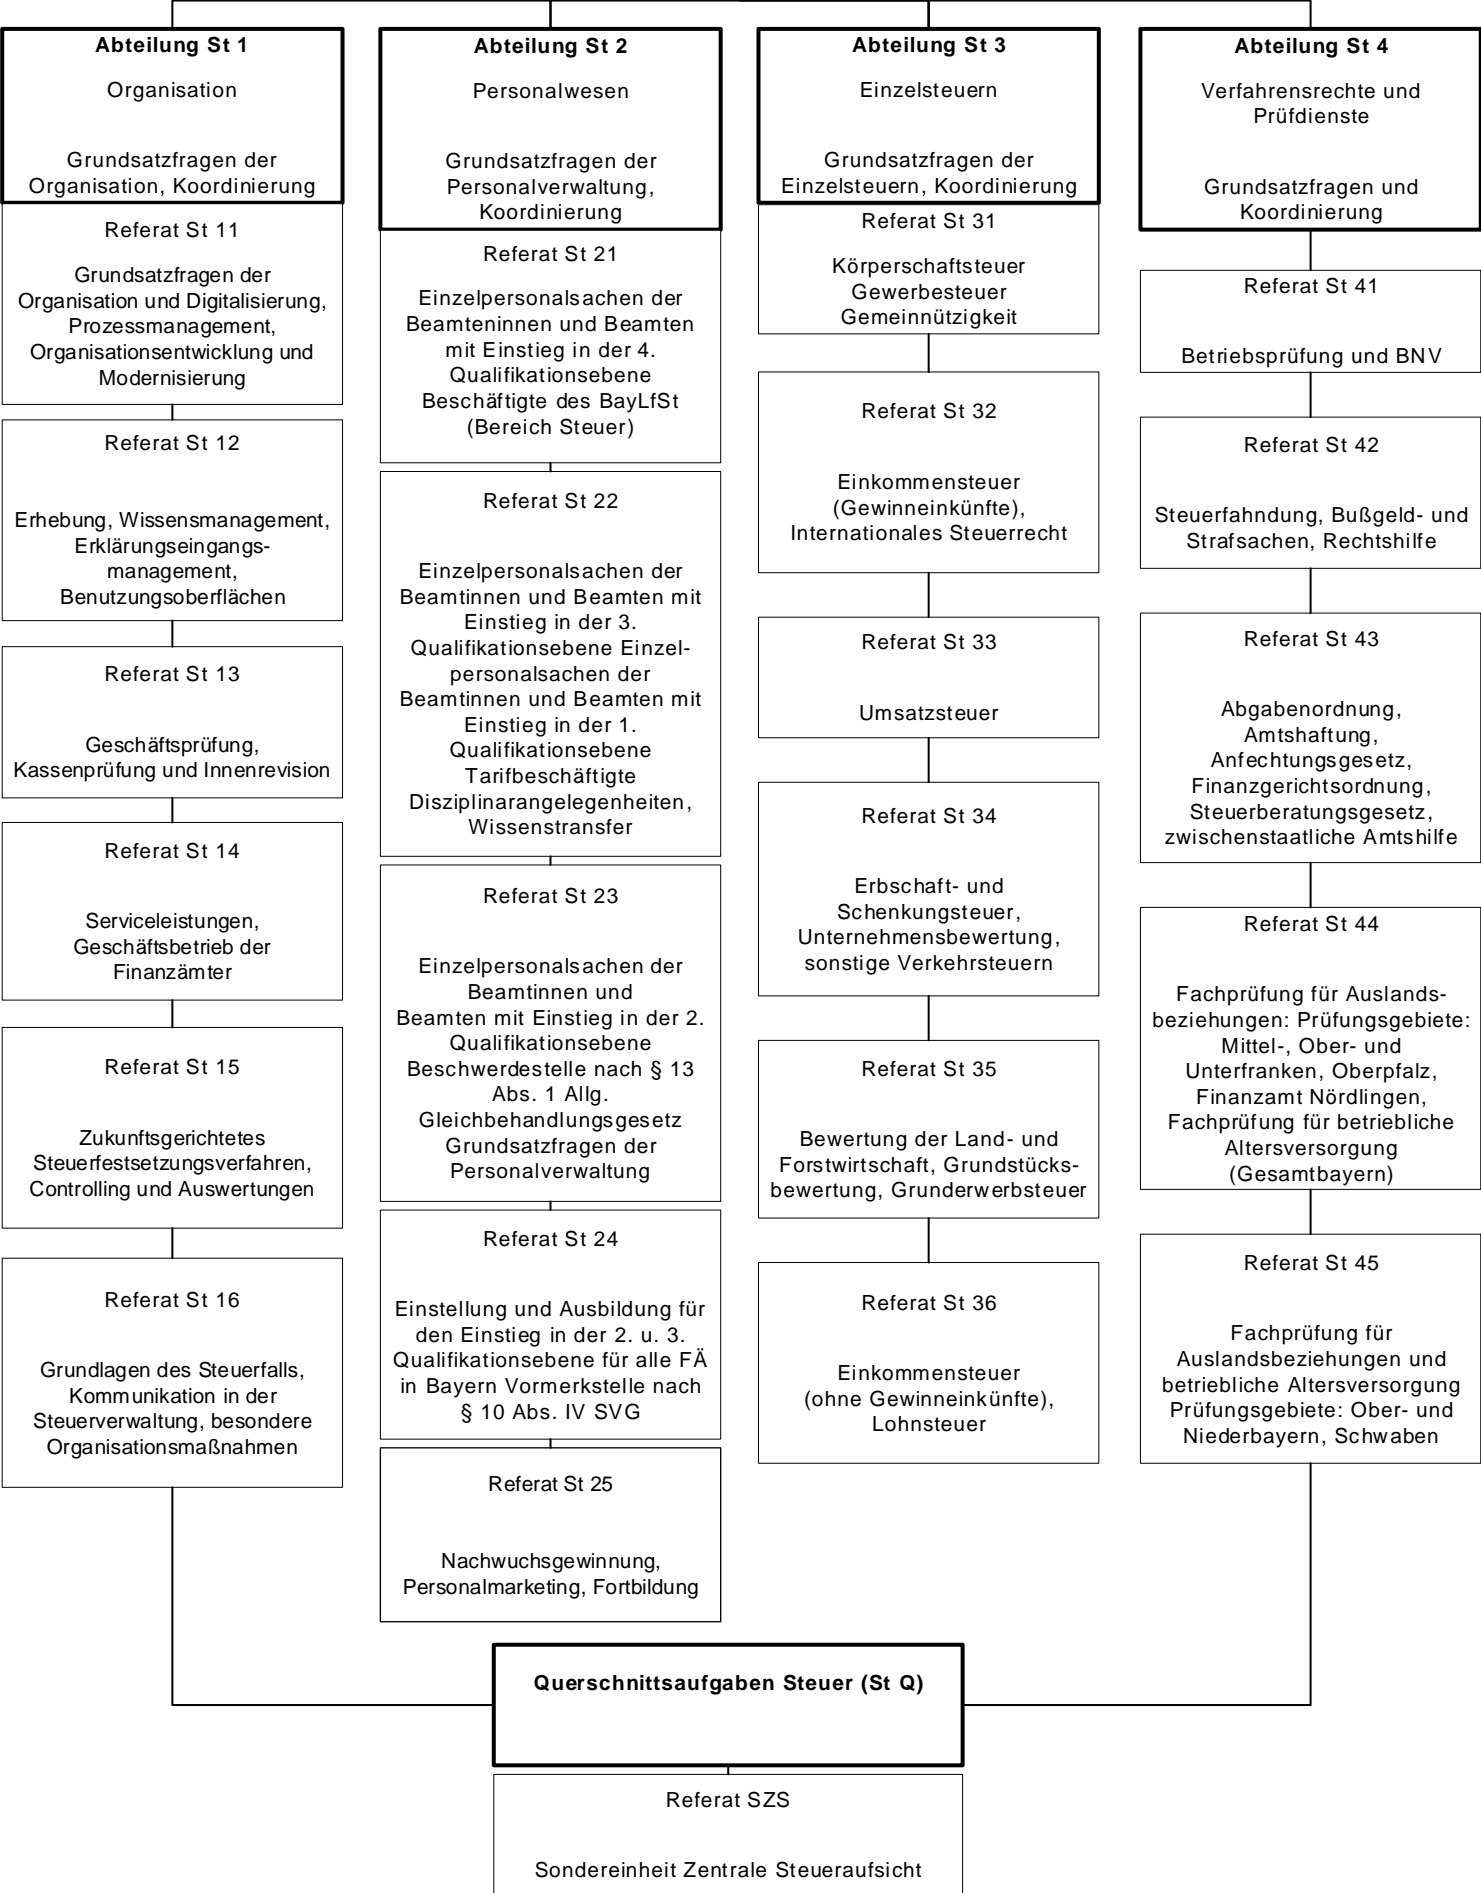 Abteilung St 1
Organisation
Grundsatzfragen der
Organisation, Koordinierung
Referat St 11
Grundsatzfragen der
Organisation und Digitalisierung,
Prozessmanagement,
Organisationsentwicklung und
Modernisierung
Referat St 12
Erhebung, Wissensmanagement,
Erklärungseingangs-
management,
Benutzungsoberflächen
Referat St 13
Geschäftsprüfung,
Kassenprüfung und Innenrevision
Referat St 14
Serviceleistungen,
Geschäftsbetrieb der
Finanzämter
Referat St 15
Zukunftsgerichtetes
Steuerfestsetzungsverfahren,
Controlling und Auswertungen
Referat St 16
Grundlagen des Steuerfalls,
Kommunikation in der
Steuerverwaltung, besondere
Organisationsmaßnahmen
Abteilung St 2
Personalwesen
Grundsatzfragen der
Personalverwaltung,
Koordinierung
Referat St 21
Einzelpersonalsachen der
Beamteninnen und Beamten
mit Einstieg in der 4.
Qualifikationsebene
Beschäftigte des BayLfSt
(Bereich Steuer)
Referat St 22
Einzelpersonalsachen der
Beamtinnen und Beamten mit
Einstieg in der 3.
Qualifikationsebene Einzel-
personalsachen der
Beamtinnen und Beamten mit
Einstieg in der 1.
Qualifikationsebene
Tarifbeschäftigte
Disziplinarangelegenheiten,
Wissenstransfer
Referat St 23
Einzelpersonalsachen der
Beamtinnen und
Beamten mit Einstieg in der 2.
Qualifikationsebene
Beschwerdestelle nach § 13
Abs. 1 Allg.
Gleichbehandlungsgesetz
Grundsatzfragen der
Personalverwaltung
Referat St 24
Einstellung und Ausbildung für
den Einstieg in der 2. u. 3.
Qualifikationsebene für alle FÄ
in Bayern Vormerkstelle nach
§ 10 Abs. IV SVG
Referat St 25
Nachwuchsgewinnung,
Personalmarketing, Fortbildung
Abteilung St 3
Einzelsteuern
Grundsatzfragen der
Einzelsteuern, Koordinierung
Referat St 31
Körperschaftsteuer
Gewerbesteuer
Gemeinnützigkeit
Referat St 32
Einkommensteuer
(Gewinneinkünfte),
Internationales Steuerrecht
Referat St 33
Umsatzsteuer
Referat St 34
Erbschaft- und
Schenkungsteuer,
Unternehmensbewertung,
sonstige Verkehrsteuern
Referat St 35
Bewertung der Land- und
Forstwirtschaft, Grundstücks-
bewertung, Grunderwerbsteuer
Referat St 36
Einkommensteuer
(ohne Gewinneinkünfte),
Lohnsteuer
Abteilung St 4
Verfahrensrechte und
Prüfdienste
Grundsatzfragen und
Koordinierung
Referat St 41
Betriebsprüfung und BNV
Referat St 42
Steuerfahndung, Bußgeld- und
Strafsachen, Rechtshilfe
Referat St 43
Abgabenordnung,
Amtshaftung,
Anfechtungsgesetz,
Finanzgerichtsordnung,
Steuerberatungsgesetz,
zwischenstaatliche Amtshilfe
Referat St 44
Fachprüfung für Auslands-
beziehungen: Prüfungsgebiete:
Mittel-, Ober- und
Unterfranken, Oberpfalz,
Finanzamt Nördlingen,
Fachprüfung für betriebliche
Altersversorgung
(Gesamtbayern)
Referat St 45
Fachprüfung für
Auslandsbeziehungen und
betriebliche Altersversorgung
Prüfungsgebiete: Ober- und
Niederbayern, Schwaben
Querschnittsaufgaben Steuer (St Q)
Referat SZS
Sondereinheit Zentrale Steueraufsicht